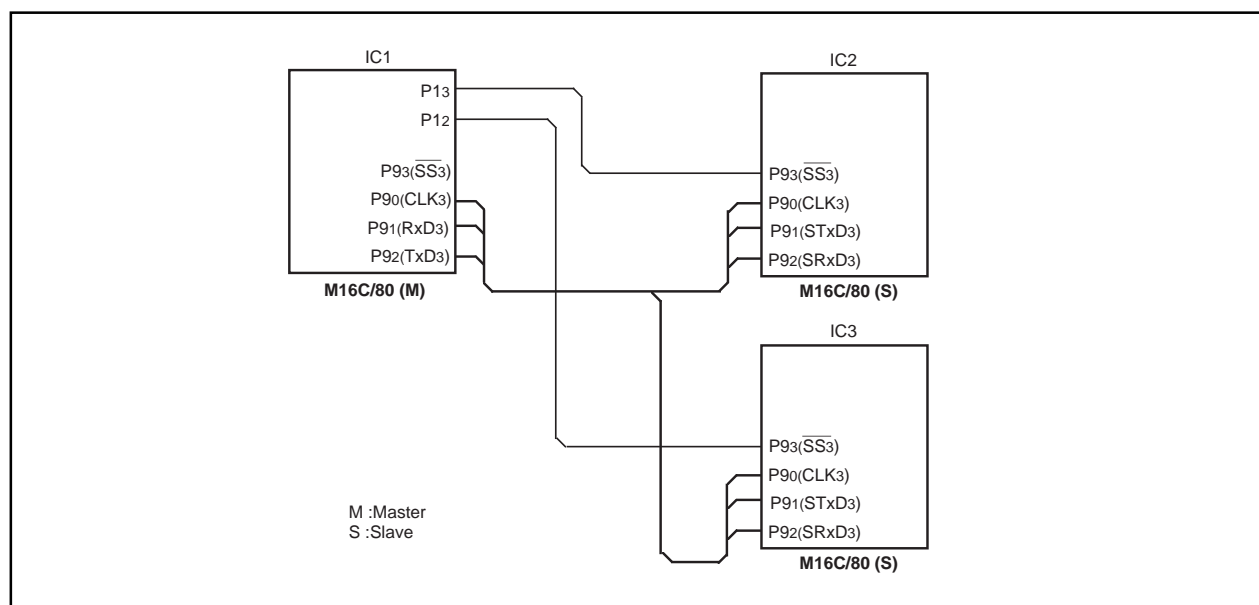 IC1
P13
P12
P93(SS3)
P90(CLK3)
P91(RxD3)
P92(TxD3)
M16C/80 (M)
IC2
P93(SS3)
P90(CLK3)
P91(STxD3)
P92(SRxD3)
M16C/80 (S)
IC3
P93(SS3)
P90(CLK3)
P91(STxD3)
P92(SRxD3)
M16C/80 (S)
M :Master
S :Slave